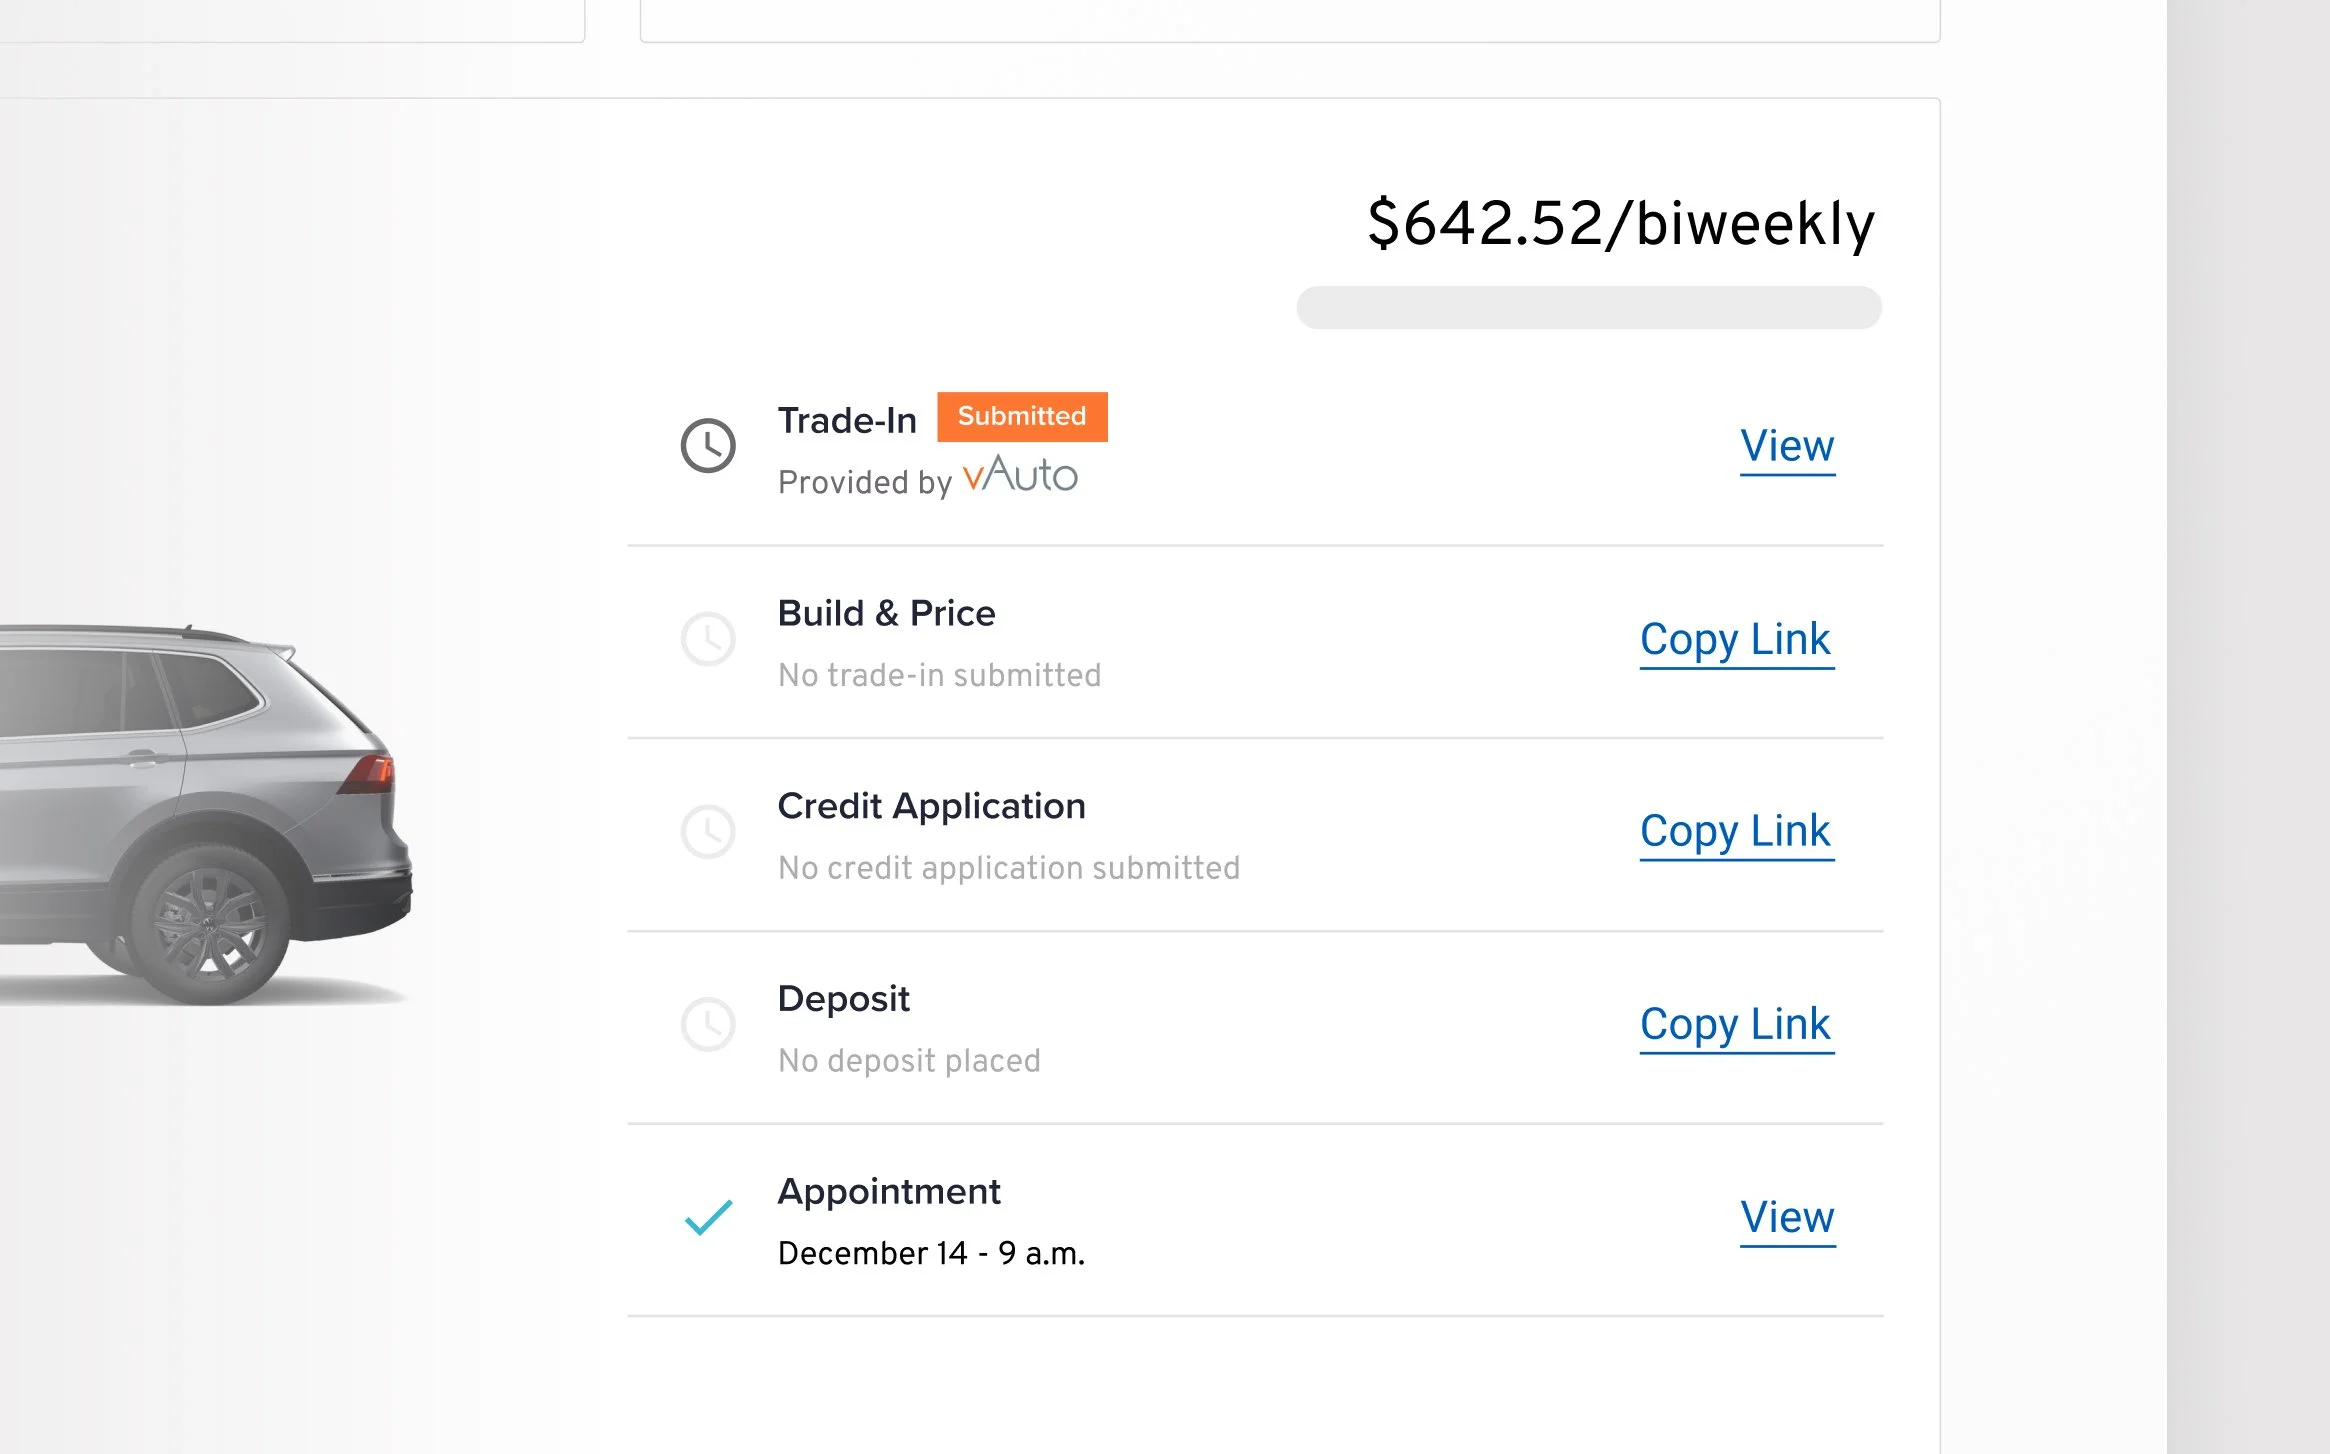 $642.52/biweekly
Trade-In Submitted
Provided by vAuto
View
Build & Price
No trade-in submitted
Copy Link
Credit Application
No credit application submitted
Copy Link
Deposit
No deposit placed
Copy Link
Appointment
December 14 - 9 a.m.
View